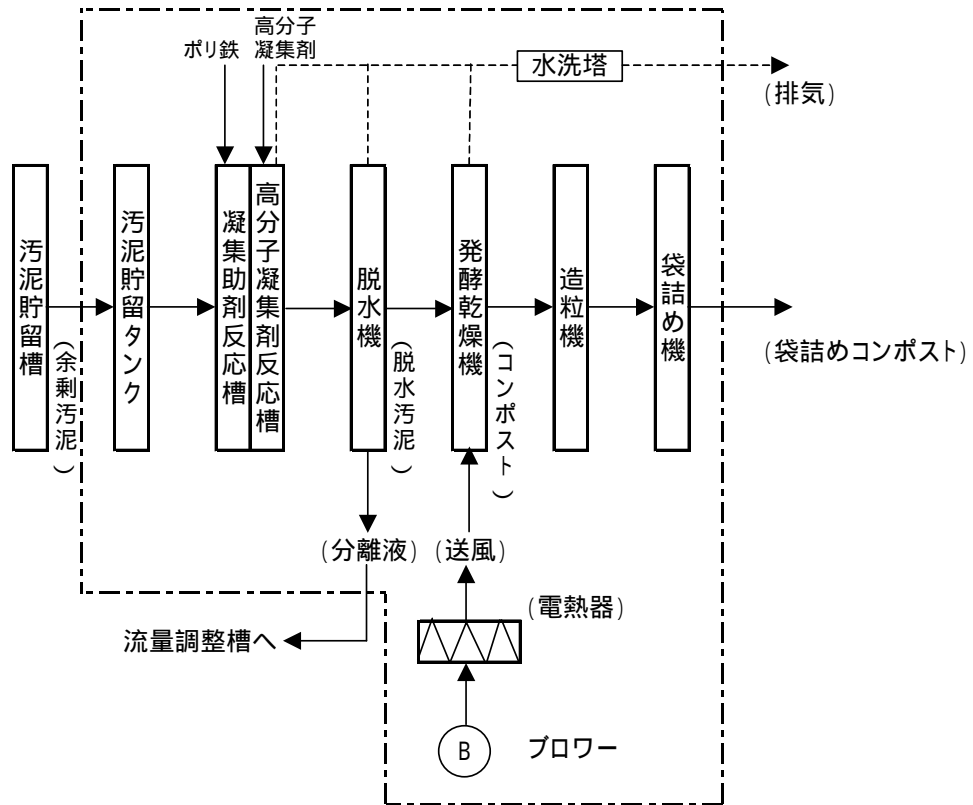 高分子
凝集剤
ポリ鉄
水洗塔
(排気)
汚泥貯留槽
(余剰汚泥)
汚泥貯留タンク
凝集助剤反応槽
高分子凝集剤反応槽
脱水機
(脱水汚泥)
発酵乾燥機
(コンポスト)
造粒機
袋詰め機
(袋詰めコンポスト)
(分離液)
(送風)
(電熱器)
流量調整槽へ
B
ブロワー